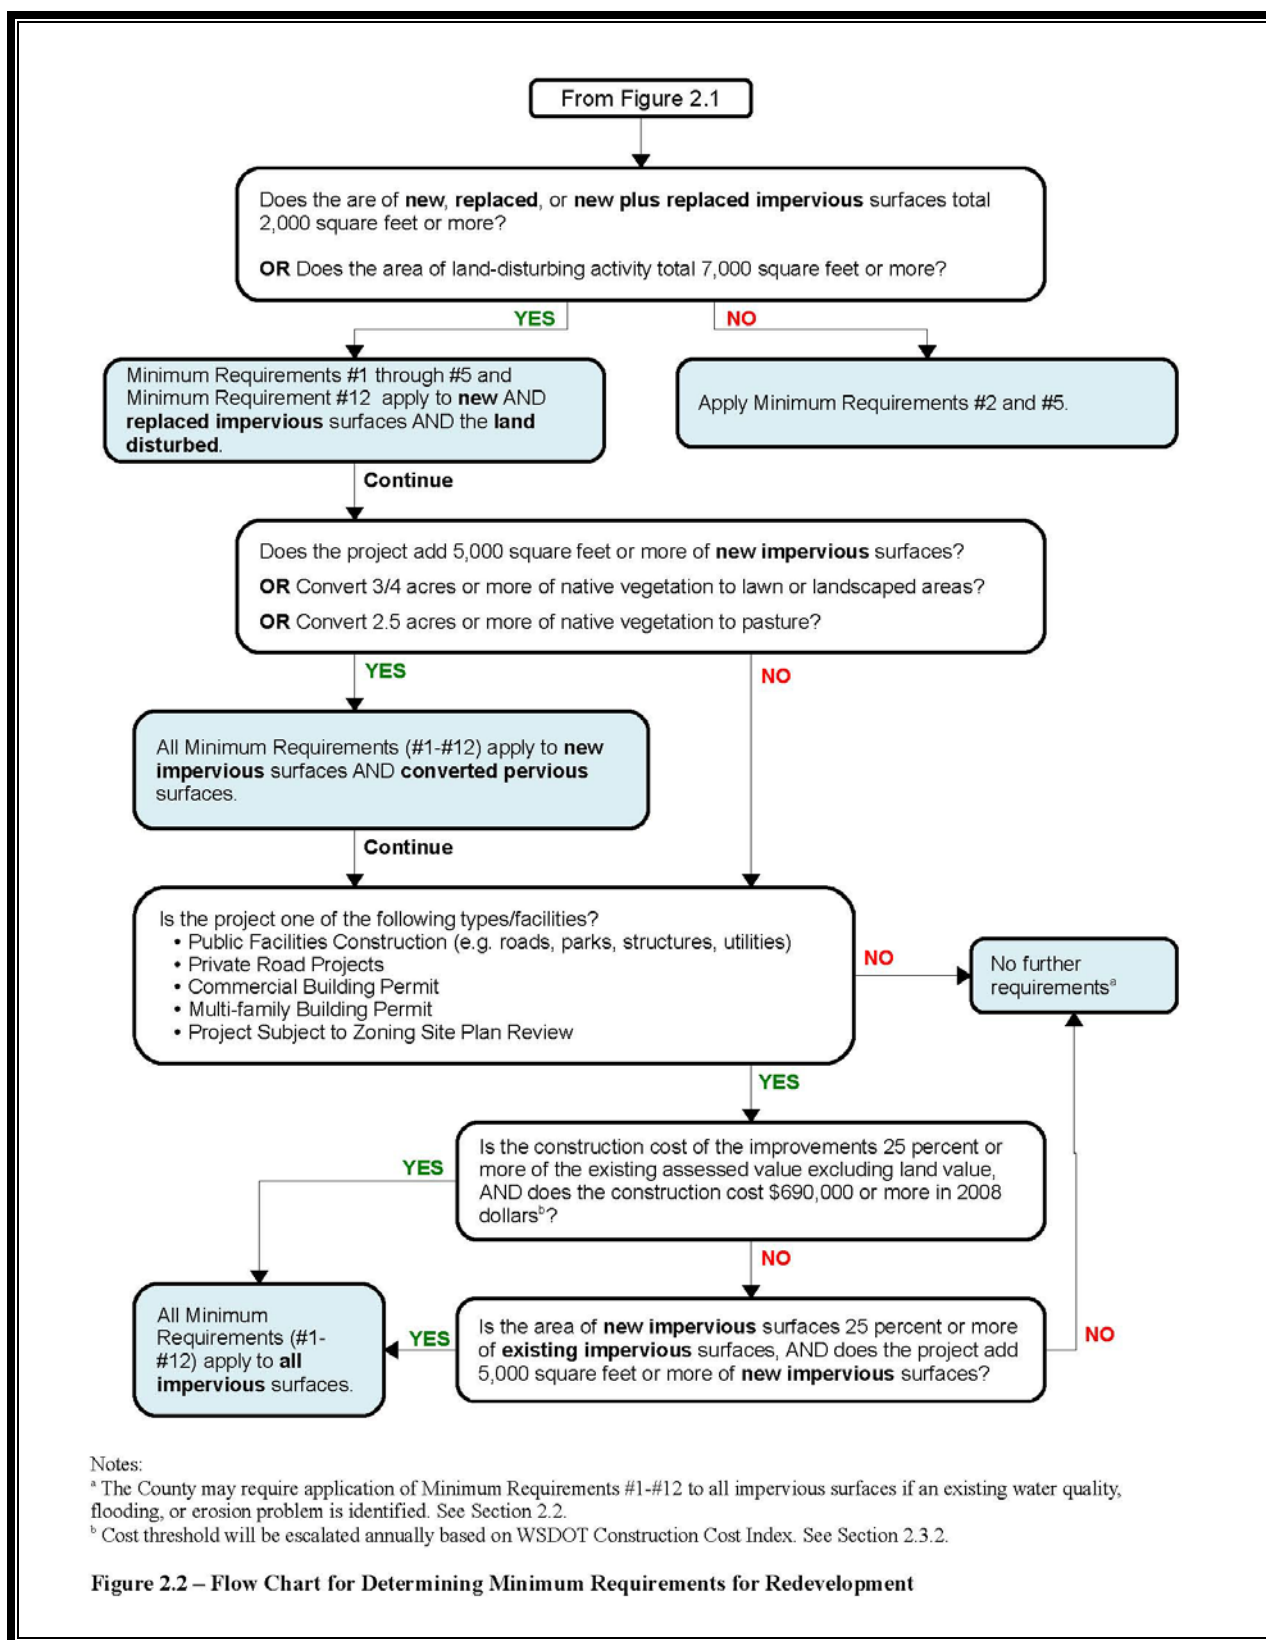 From Figure 2.1
Does the are of new, replaced, or new plus replaced impervious surfaces total
2,000 square feet or more?
OR Does the area of land-disturbing activity total 7,000 square feet or more?
YES
NO
Minimum Requirements #1 through #5 and
Minimum Requirement #12 apply to new AND
replaced impervious surfaces AND the land
disturbed.
Apply Minimum Requirements #2 and #5.
Continue
Does the project add 5,000 square feet or more of new impervious surfaces?
OR Convert 3/4 acres or more of native vegetation to lawn or landscaped areas?
OR Convert 2.5 acres or more of native vegetation to pasture?
YES
NO
All Minimum Requirements (#1-#12) apply to new
impervious surfaces AND converted pervious
surfaces.
Continue
Is the project one of the following types/facilities?
• Public Facilities Construction (e.g. roads, parks, structures, utilities)
• Private Road Projects
• Commercial Building Permit
• Multi-family Building Permit
• Project Subject to Zoning Site Plan Review
NO
No further
requirementsª
YES
Is the construction cost of the improvements 25 percent or
more of the existing assessed value excluding land value,
AND does the construction cost $690,000 or more in 2008
dollarsᵇ?
YES
NO
All Minimum
Requirements (#1-
#12) apply to all
impervious surfaces.
YES
Is the area of new impervious surfaces 25 percent or more
of existing impervious surfaces, AND does the project add
5,000 square feet or more of new impervious surfaces?
NO
Notes:
ª The County may require application of Minimum Requirements #1-#12 to all impervious surfaces if an existing water quality,
flooding, or erosion problem is identified. See Section 2.2.
ᵇ Cost threshold will be escalated annually based on WSDOT Construction Cost Index. See Section 2.3.2.
Figure 2.2 – Flow Chart for Determining Minimum Requirements for Redevelopment